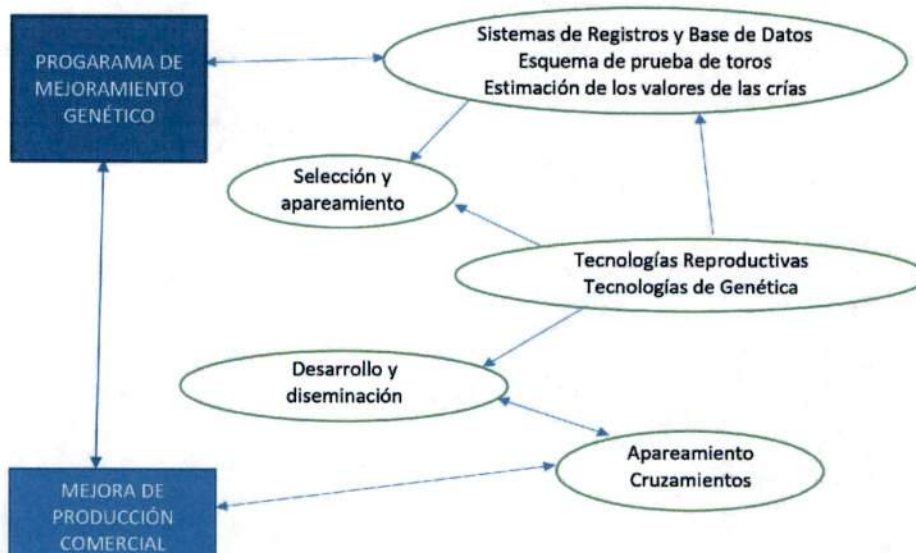 PROGARAMA DE
MEJORAMIENTO
GENÉTICO
Sistemas de Registros y Base de Datos
Esquema de prueba de toros
Estimación de los valores de las crías
Selección y
apareamiento
Tecnologías Reproductivas
Tecnologías de Genética
Desarrollo y
diseminación
Apareamiento
Cruzamientos
MEJORA DE
PRODUCCIÓN
COMERCIAL